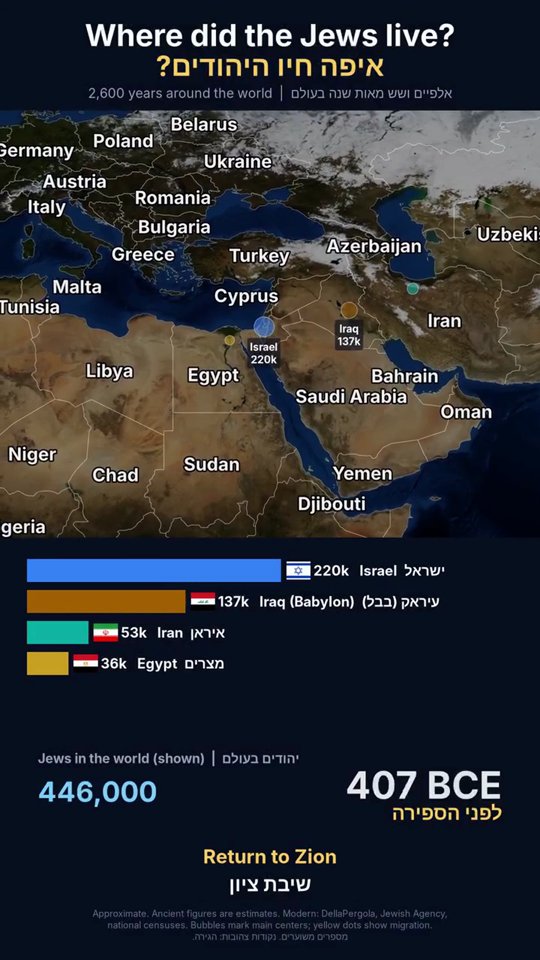 Where did the Jews live?
איפה חיו היהודים?
2,600 years around the world | אלפיים ושש מאות שנה בעולם
Belarus
Poland
Germany
Ukraine
Austria
Romania
Italy
Bulgaria
Azerbaijan
Uzbekis
Greece
Turkey
Malta
Cyprus
Tunisia
Iran
Iraq
137k
Israel
220k
Libya
Egypt
Bahrain
Saudi Arabia
Oman
Niger
Chad
Sudan
Yemen
Djibouti
geria
220k Israel ישראל
137k Iraq (Babylon) עיראק (בבל)
53k Iran איראן
36k Egypt מצרים
Jews in the world (shown) | יהודים בעולם
446,000
407 BCE
לפני הספירה
Return to Zion
שיבת ציון
Approximate. Ancient figures are estimates. Modern: DellaPergola, Jewish Agency,
national censuses. Bubbles mark main centers; yellow dots show migration.
מספרים משוערים. נקודות צהובות: הגירה.